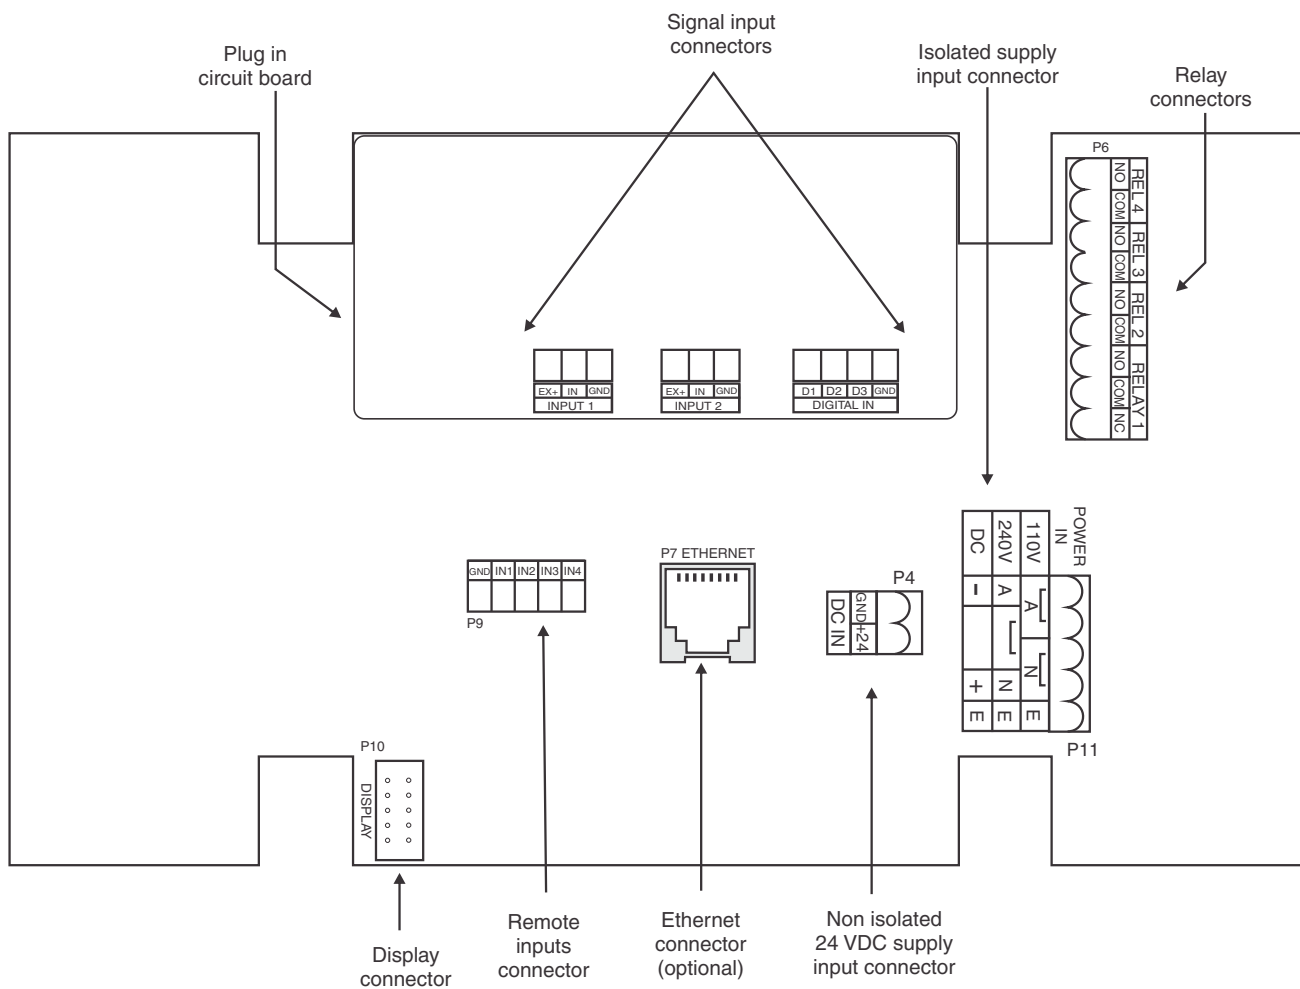 Signal input
connectors
Plug in
circuit board
Isolated supply
input connector
Relay
connectors
P6
NO
COM
NO
COM
NO
COM
NO
COM
NC
REL 4
REL 3
REL 2
RELAY 1
EX+ IN GND
INPUT 1
EX+ IN GND
INPUT 2
D1 D2 D3 GND
DIGITAL IN
POWER
IN
110V
A
N
E
240V
A
N
E
DC
-
+
E
P11
GND IN1 IN2 IN3 IN4
P9
P7 ETHERNET
P4
GND
+24
DC IN
P10
DISPLAY
Display
connector
Remote
inputs
connector
Ethernet
connector
(optional)
Non isolated
24 VDC supply
input connector